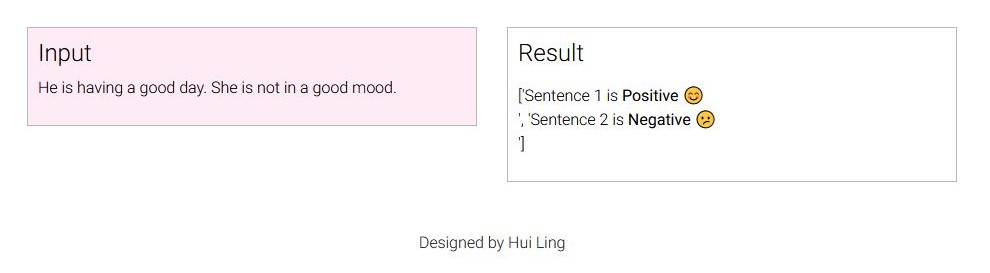 Input
He is having a good day. She is not in a good mood.
Result
['Sentence 1 is Positive 😊
', 'Sentence 2 is Negative 😕
']
Designed by Hui Ling